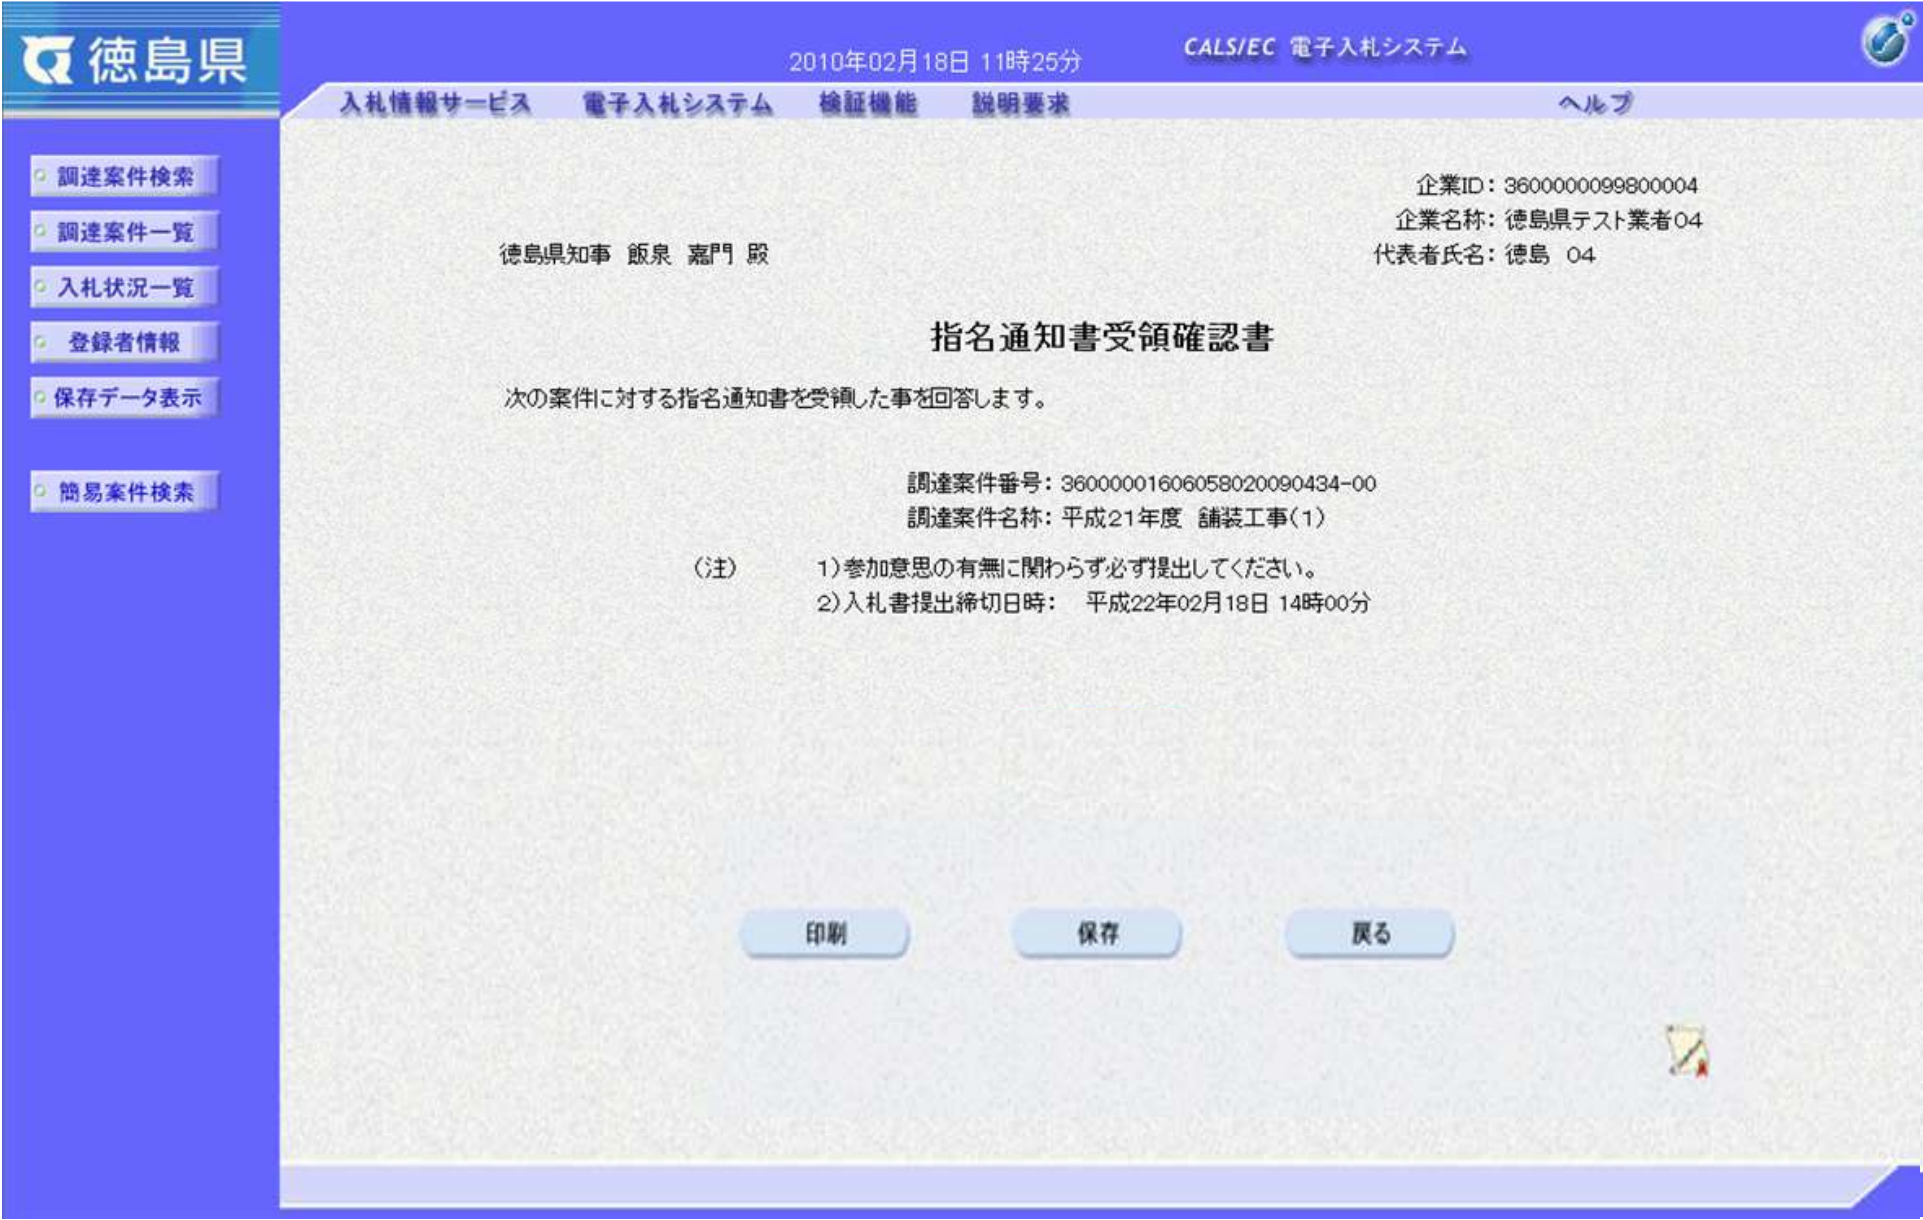 徳島県
2010年02月18日 11時25分
CALS/EC 電子入札システム
入札情報サービス 電子入札システム 検証機能 説明要求 ヘルプ
調達案件検索
調達案件一覧
入札状況一覧
登録者情報
保存データ表示
簡易案件検索
企業ID：3600000099800004
企業名称：徳島県テスト業者04
徳島県知事 飯泉 嘉門 殿
代表者氏名：徳島 04
指名通知書受領確認書
次の案件に対する指名通知書を受領した事を回答します。
調達案件番号：36000001606058020090434-00
調達案件名称：平成21年度 舗装工事(1)
(注) 1)参加意思の有無に関わらず必ず提出してください。
2)入札書提出締切日時： 平成22年02月18日 14時00分
印刷 保存 戻る